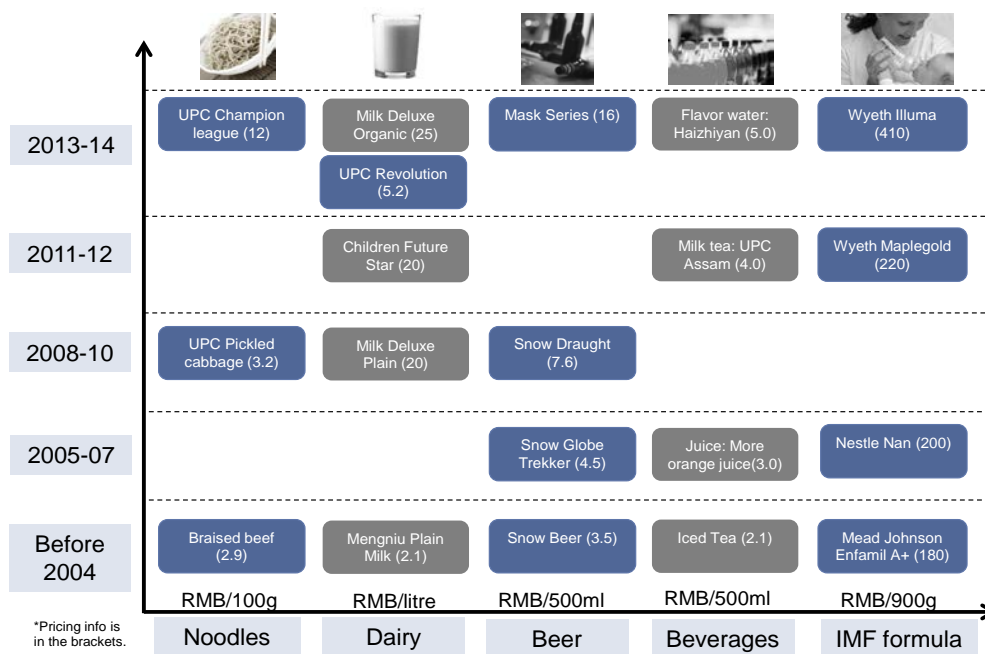 2013-14
UPC Champion
league (12)
Milk Deluxe
Organic (25)
Mask Series (16)
Flavor water:
Haizhiyan (5.0)
Wyeth Illuma
(410)
UPC Revolution
(5.2)
2011-12
Children Future
Star (20)
Milk tea: UPC
Assam (4.0)
Wyeth Maplegold
(220)
2008-10
UPC Pickled
cabbage (3.2)
Milk Deluxe
Plain (20)
Snow Draught
(7.6)
2005-07
Snow Globe
Trekker (4.5)
Juice: More
orange juice(3.0)
Nestle Nan (200)
Before
2004
Braised beef
(2.9)
Mengniu Plain
Milk (2.1)
Snow Beer (3.5)
Iced Tea (2.1)
Mead Johnson
Enfamil A+ (180)
RMB/100g
RMB/litre
RMB/500ml
RMB/500ml
RMB/900g
*Pricing info is
in the brackets.
Noodles
Dairy
Beer
Beverages
IMF formula